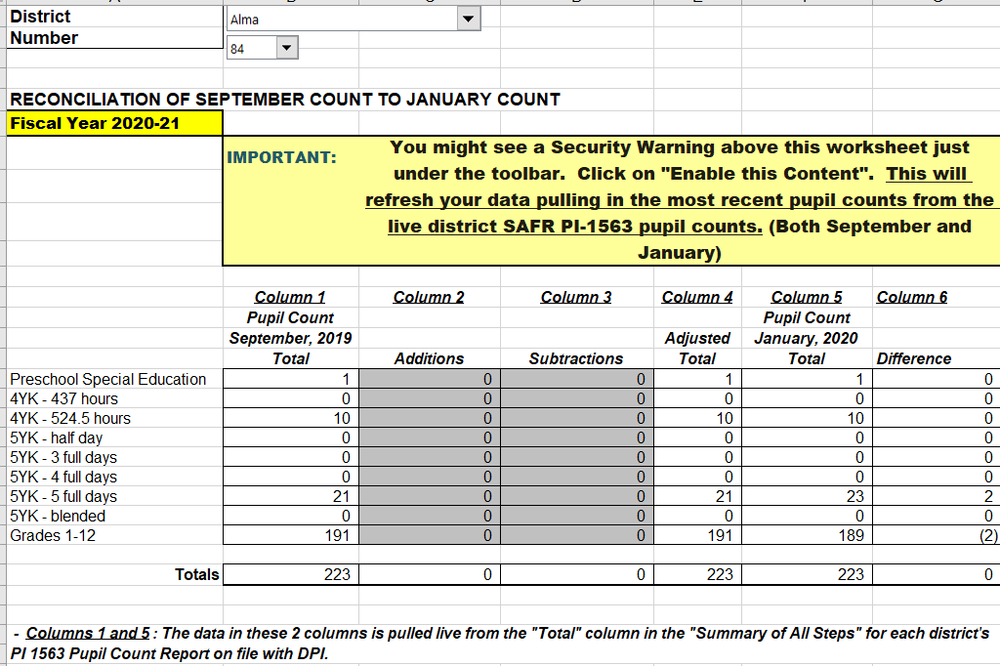 District
Alma
Number
84
RECONCILIATION OF SEPTEMBER COUNT TO JANUARY COUNT
Fiscal Year 2020-21
IMPORTANT:
You might see a Security Warning above this worksheet just
under the toolbar. Click on "Enable this Content". This will
refresh your data pulling in the most recent pupil counts from the
live district SAFR PI-1563 pupil counts. (Both September and
January)
Column 1 Column 2 Column 3 Column 4 Column 5 Column 6
Pupil Count Pupil Count
September, 2019 Adjusted January, 2020
Total Additions Subtractions Total Total Difference
Preschool Special Education 1 0 0 1 1 0
4YK - 437 hours 0 0 0 0 0 0
4YK - 524.5 hours 10 0 0 10 10 0
5YK - half day 0 0 0 0 0 0
5YK - 3 full days 0 0 0 0 0 0
5YK - 4 full days 0 0 0 0 0 0
5YK - 5 full days 21 0 0 21 23 2
5YK - blended 0 0 0 0 0 0
Grades 1-12 191 0 0 191 189 (2)
Totals 223 0 0 223 223 0
- Columns 1 and 5 : The data in these 2 columns is pulled live from the "Total" column in the "Summary of All Steps" for each district's
PI 1563 Pupil Count Report on file with DPI.